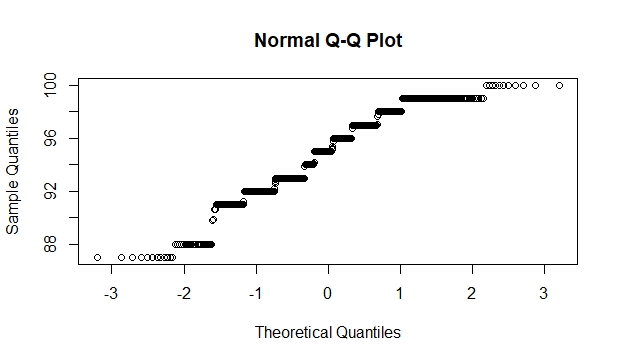 Normal Q-Q Plot
Sample Quantiles
100
96
92
88
-3 -2 -1 0 1 2 3
Theoretical Quantiles